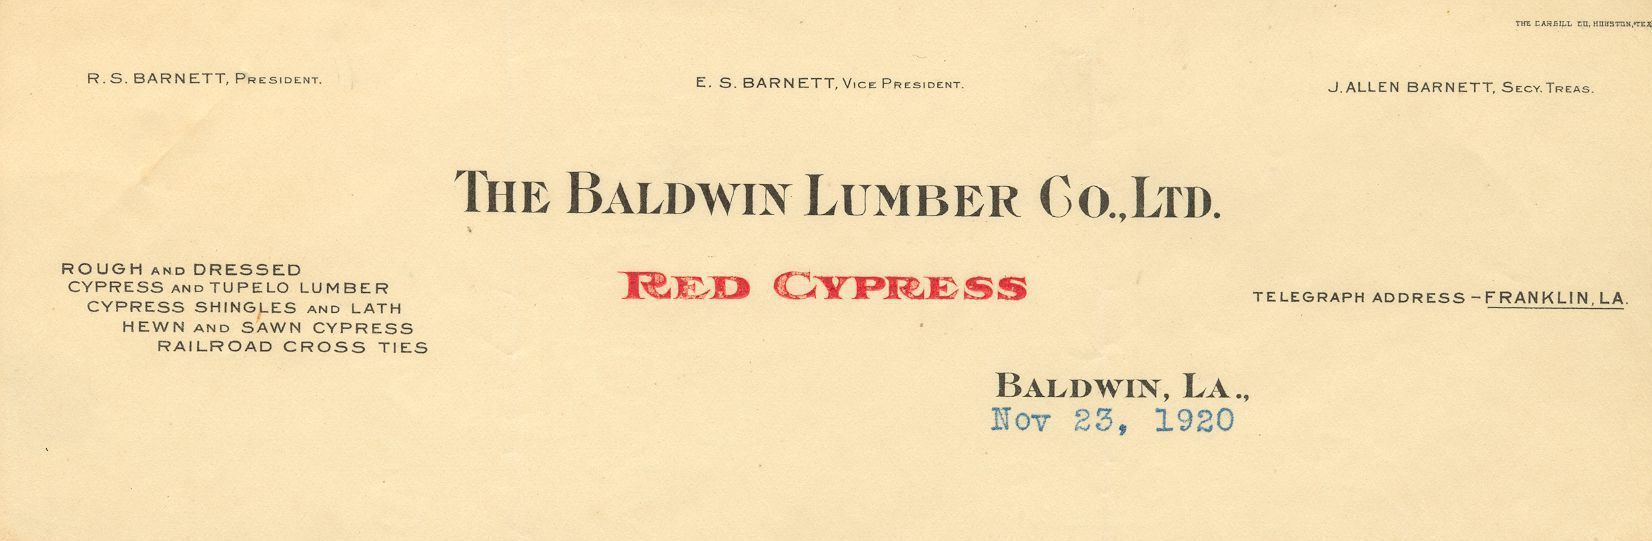 THE CARGILL CO, HOUSTON, TEX
R. S. BARNETT, PRESIDENT.
E. S. BARNETT, VICE PRESIDENT.
J. ALLEN BARNETT, SECY. TREAS.
THE BALDWIN LUMBER CO., LTD.
RED CYPRESS
ROUGH AND DRESSED
CYPRESS AND TUPELO LUMBER
CYPRESS SHINGLES AND LATH
HEWN AND SAWN CYPRESS
RAILROAD CROSS TIES
TELEGRAPH ADDRESS – FRANKLIN, LA.
BALDWIN, LA.,
Nov 23, 1920